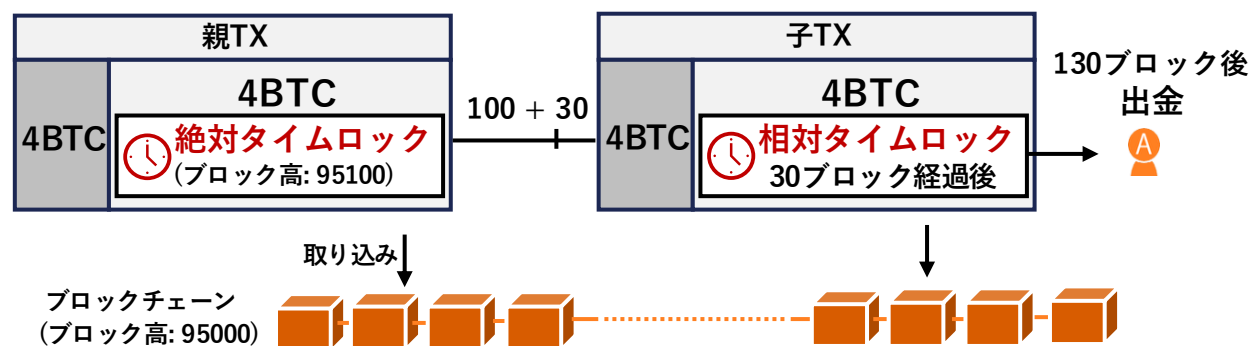 親TX
4BTC
4BTC
絶対タイムロック
(ブロック高: 95100)
100 + 30
子TX
4BTC
4BTC
相対タイムロック
30ブロック経過後
130ブロック後
出金
A
取り込み
ブロックチェーン
(ブロック高: 95000)